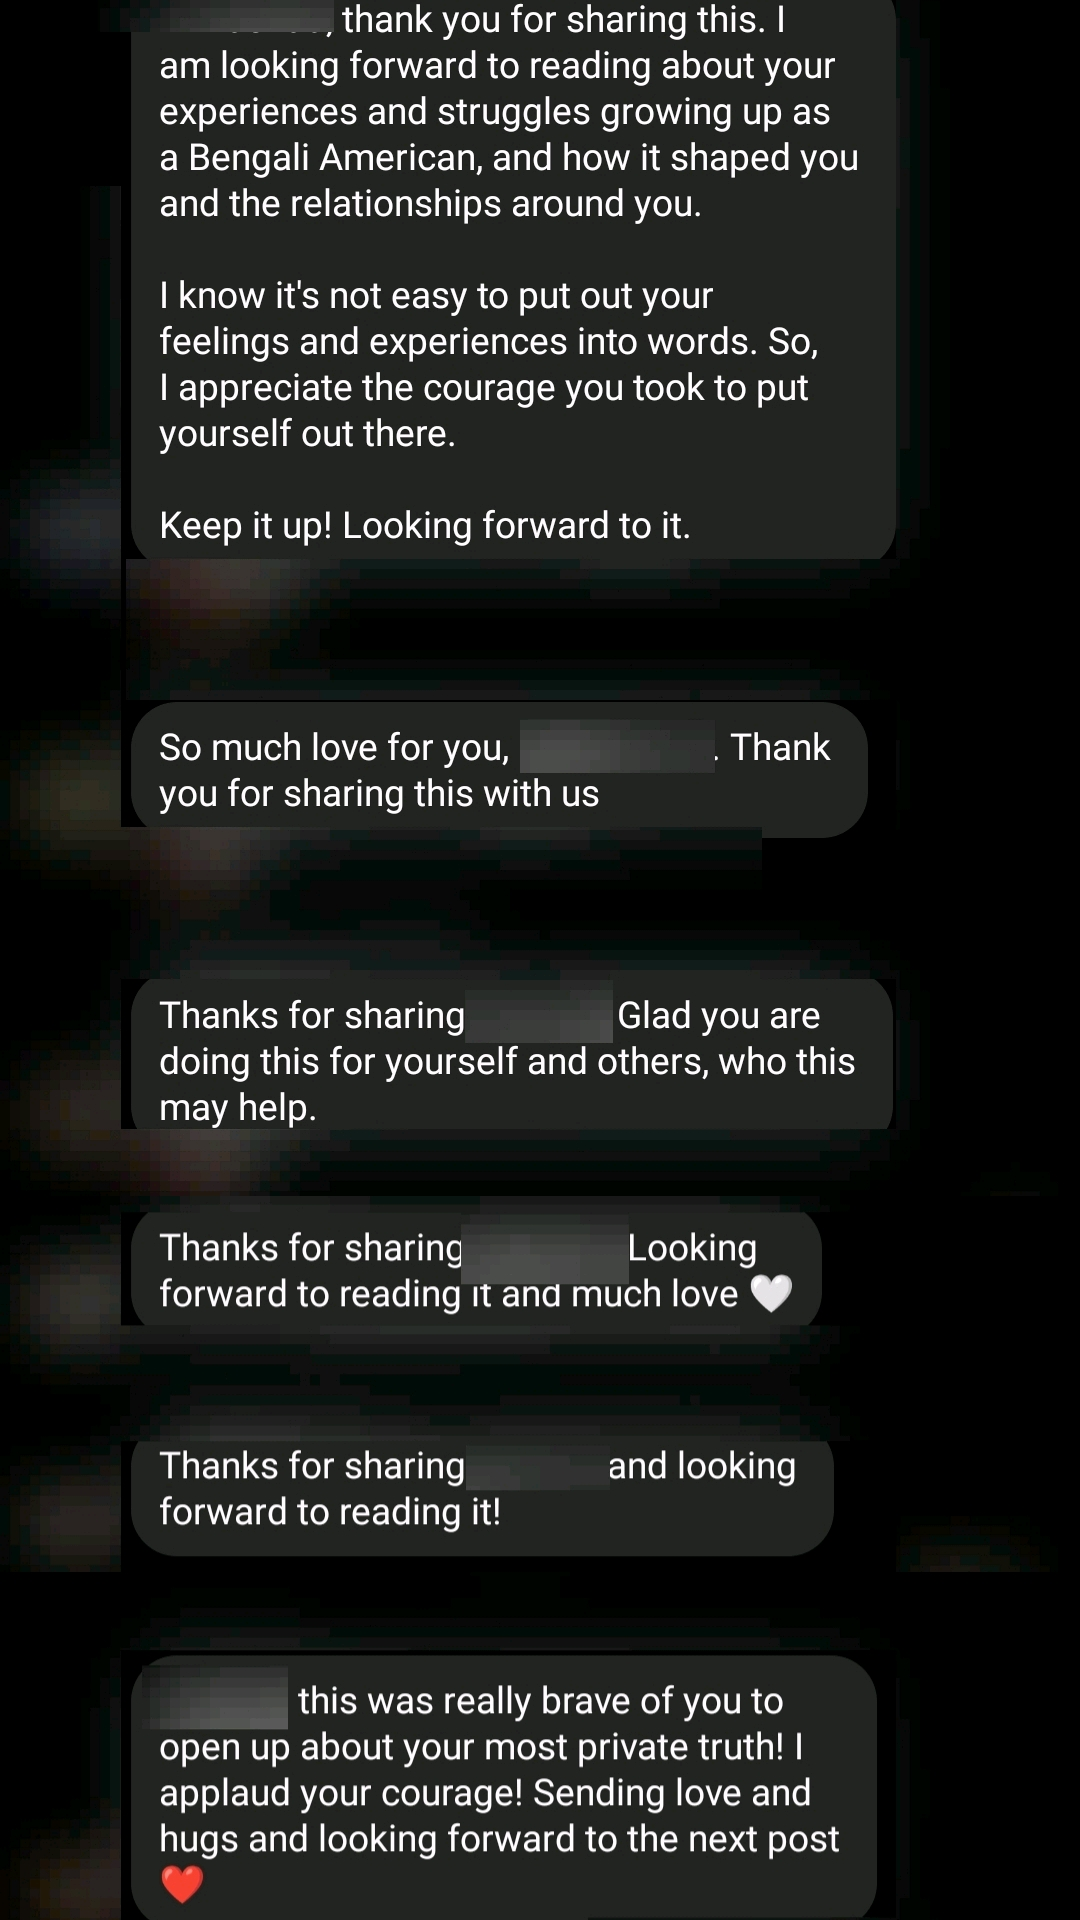 thank you for sharing this. I
am looking forward to reading about your
experiences and struggles growing up as
a Bengali American, and how it shaped you
and the relationships around you.
I know it's not easy to put out your
feelings and experiences into words. So,
I appreciate the courage you took to put
yourself out there.
Keep it up! Looking forward to it.
So much love for you, . Thank
you for sharing this with us
Thanks for sharing Glad you are
doing this for yourself and others, who this
may help.
Thanks for sharing Looking
forward to reading it and much love 🤍
Thanks for sharing and looking
forward to reading it!
this was really brave of you to
open up about your most private truth! I
applaud your courage! Sending love and
hugs and looking forward to the next post
❤️